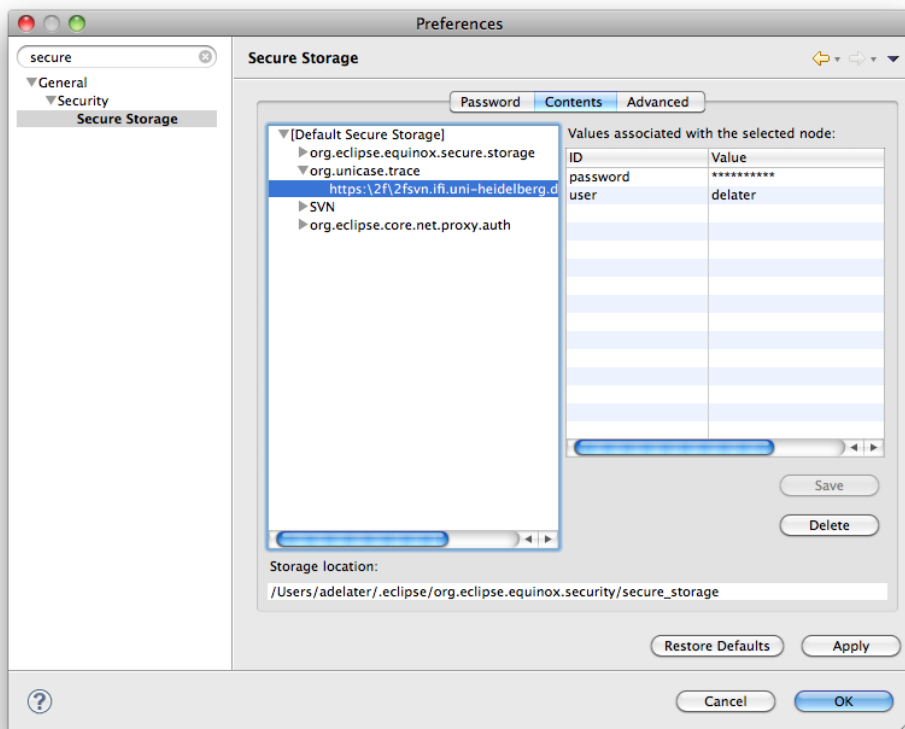 Preferences
secure
General
Security
Secure Storage
Secure Storage
Password Contents Advanced
[Default Secure Storage]
org.eclipse.equinox.secure.storage
org.unicase.trace
https:\2f\2fsvn.ifi.uni-heidelberg.d
SVN
org.eclipse.core.net.proxy.auth
Values associated with the selected node:
ID Value
password **********
user delater
Save
Delete
Storage location:
/Users/adelater/.eclipse/org.eclipse.equinox.security/secure_storage
Restore Defaults Apply
? Cancel OK